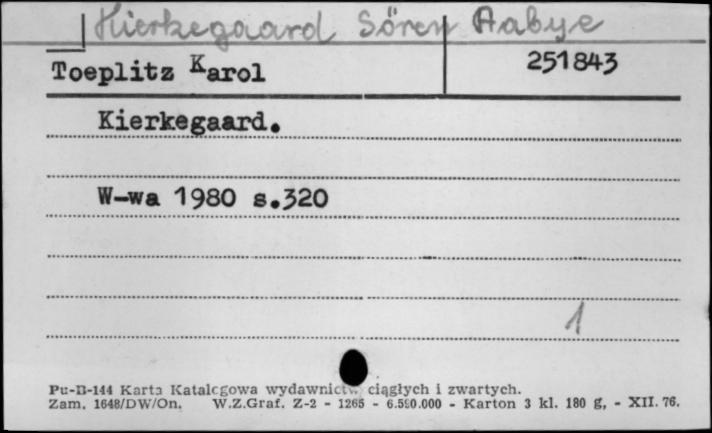 Kierkegaard Sören Aabye
Toeplitz Karol 251843
Kierkegaard.
W-wa 1980 s.320
1
Pu-B-144 Karta Katalogowa wydawnictw ciągłych i zwartych.
Zam. 1648/DW/On. W.Z.Graf. Z-2 - 1265 - 6.590.000 - Karton 3 kl. 180 g, - XII. 76.